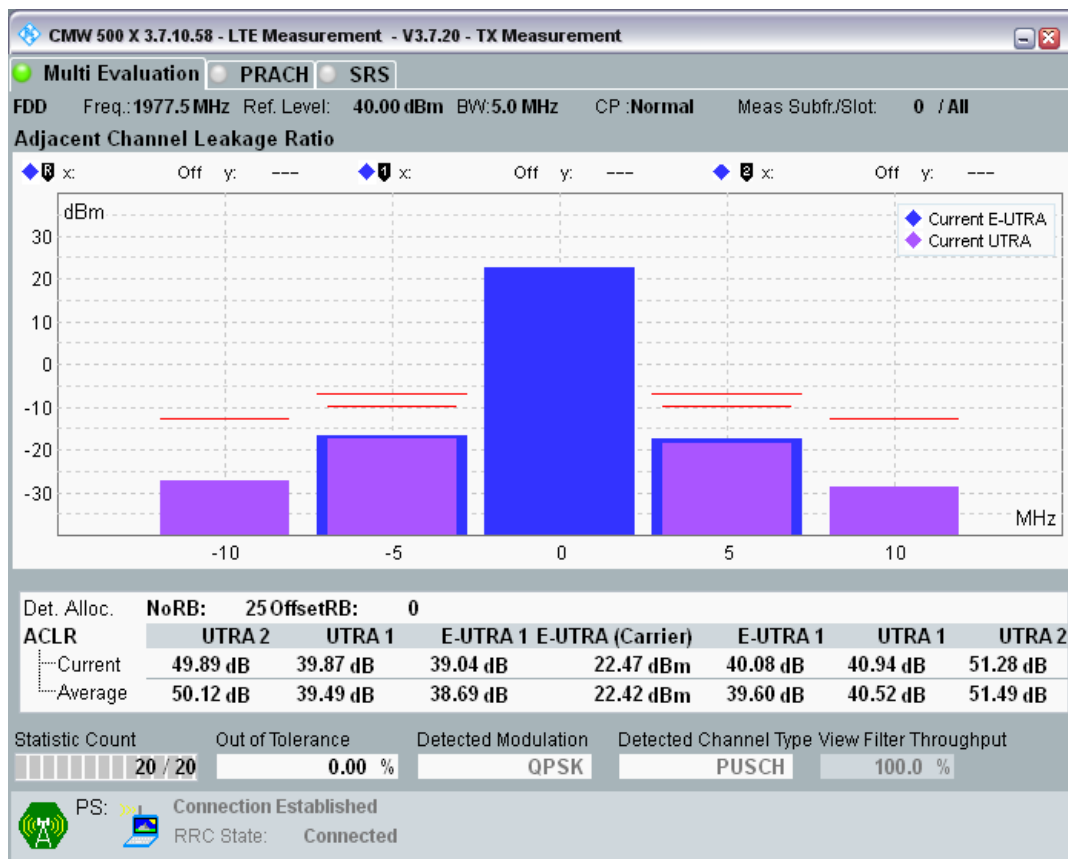 CMW 500 X 3.7.10.58 - LTE Measurement - V3.7.20 - TX Measurement
Multi Evaluation PRACH SRS
FDD Freq.:1977.5 MHz Ref. Level: 40.00 dBm BW:5.0 MHz CP :Normal Meas Subfr./Slot: 0 / All
Adjacent Channel Leakage Ratio
R x: Off y: --- 1 x: Off y: --- 2 x: Off y: ---
dBm
Current E-UTRA
Current UTRA
30
20
10
0
-10
-20
-30
MHz
-10 -5 0 5 10
Det. Alloc. NoRB: 25 OffsetRB: 0
ACLR UTRA 2 UTRA 1 E-UTRA 1 E-UTRA (Carrier) E-UTRA 1 UTRA 1 UTRA 2
Current 49.89 dB 39.87 dB 39.04 dB 22.47 dBm 40.08 dB 40.94 dB 51.28 dB
Average 50.12 dB 39.49 dB 38.69 dB 22.42 dBm 39.60 dB 40.52 dB 51.49 dB
Statistic Count Out of Tolerance Detected Modulation Detected Channel Type View Filter Throughput
20 / 20 0.00 % QPSK PUSCH 100.0 %
PS: Connection Established
RRC State: Connected